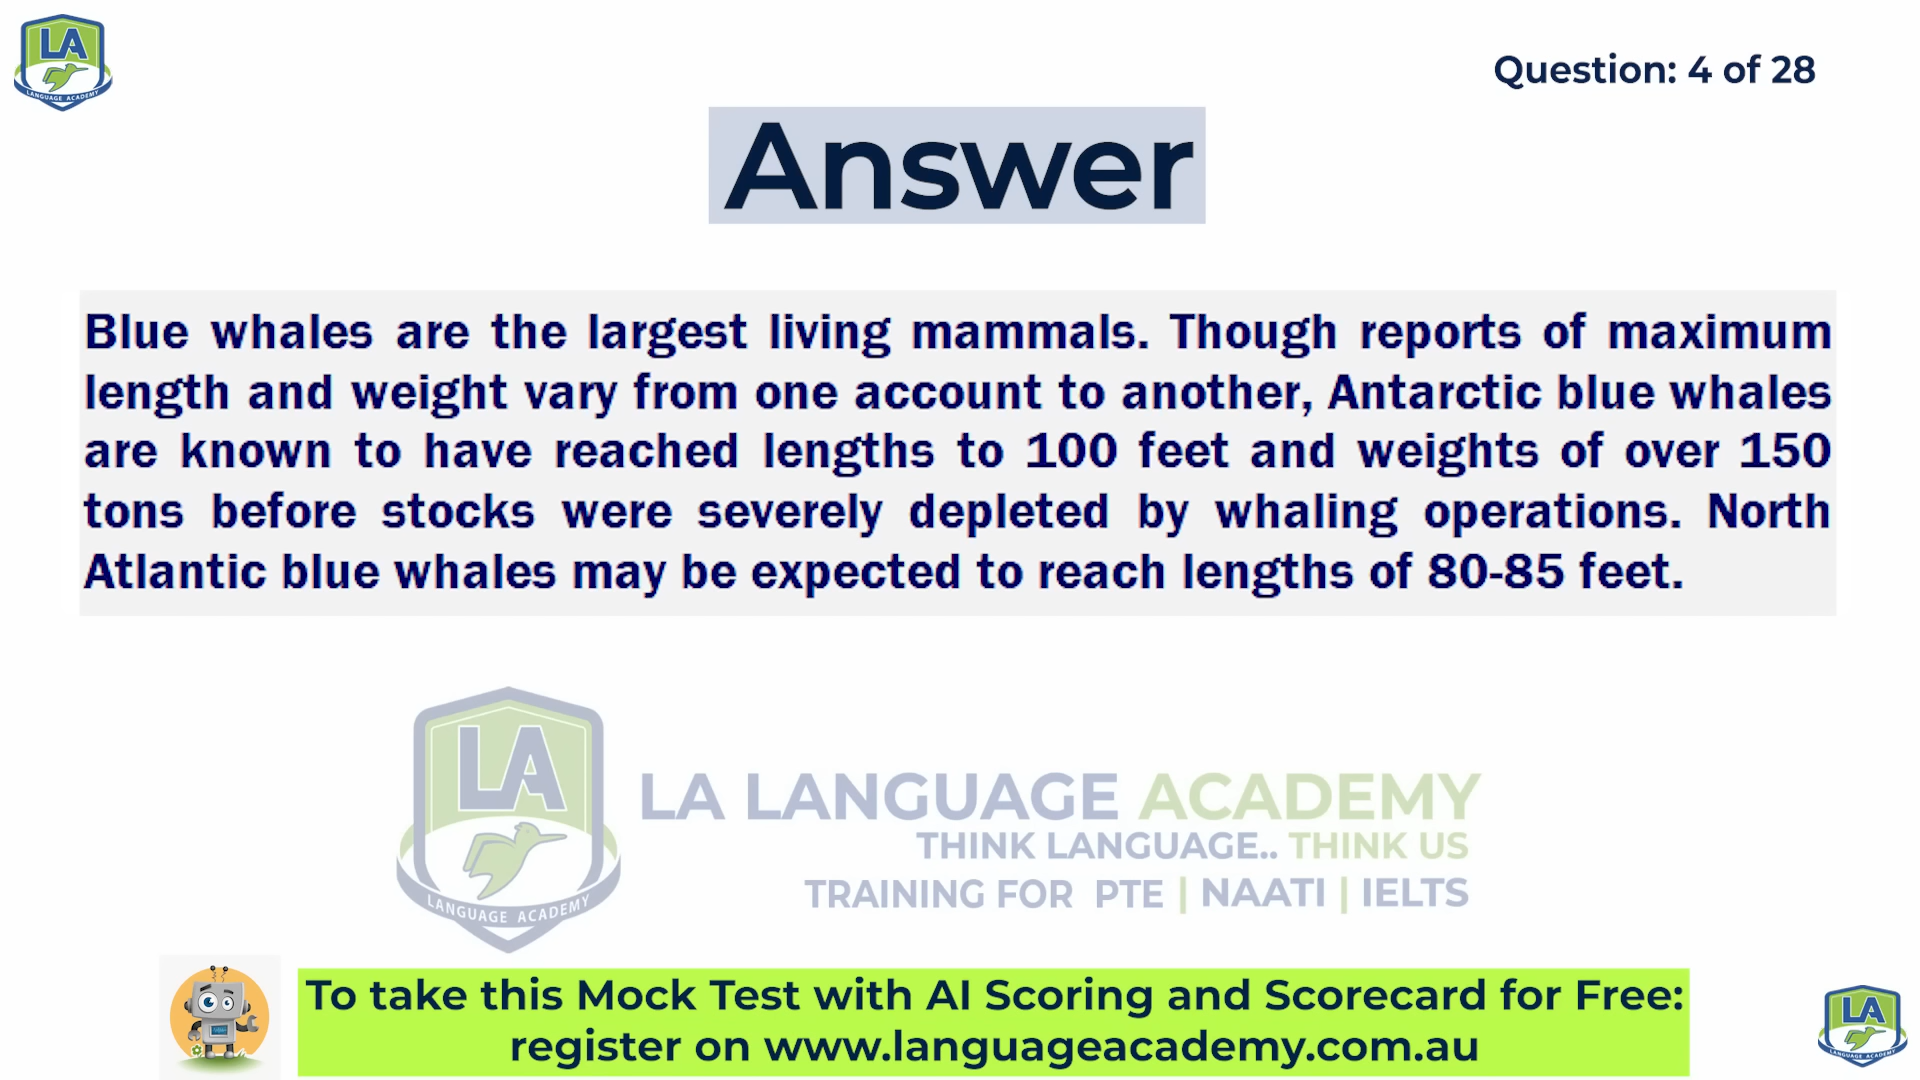 LA
LANGUAGE ACADEMY
Question: 4 of 28
Answer
Blue whales are the largest living mammals. Though reports of maximum
length and weight vary from one account to another, Antarctic blue whales
are known to have reached lengths to 100 feet and weights of over 150
tons before stocks were severely depleted by whaling operations. North
Atlantic blue whales may be expected to reach lengths of 80-85 feet.
LA
LANGUAGE ACADEMY
LA LANGUAGE ACADEMY
THINK LANGUAGE.. THINK US
TRAINING FOR PTE | NAATI | IELTS
To take this Mock Test with AI Scoring and Scorecard for Free:
register on www.languageacademy.com.au
LA
LANGUAGE ACADEMY